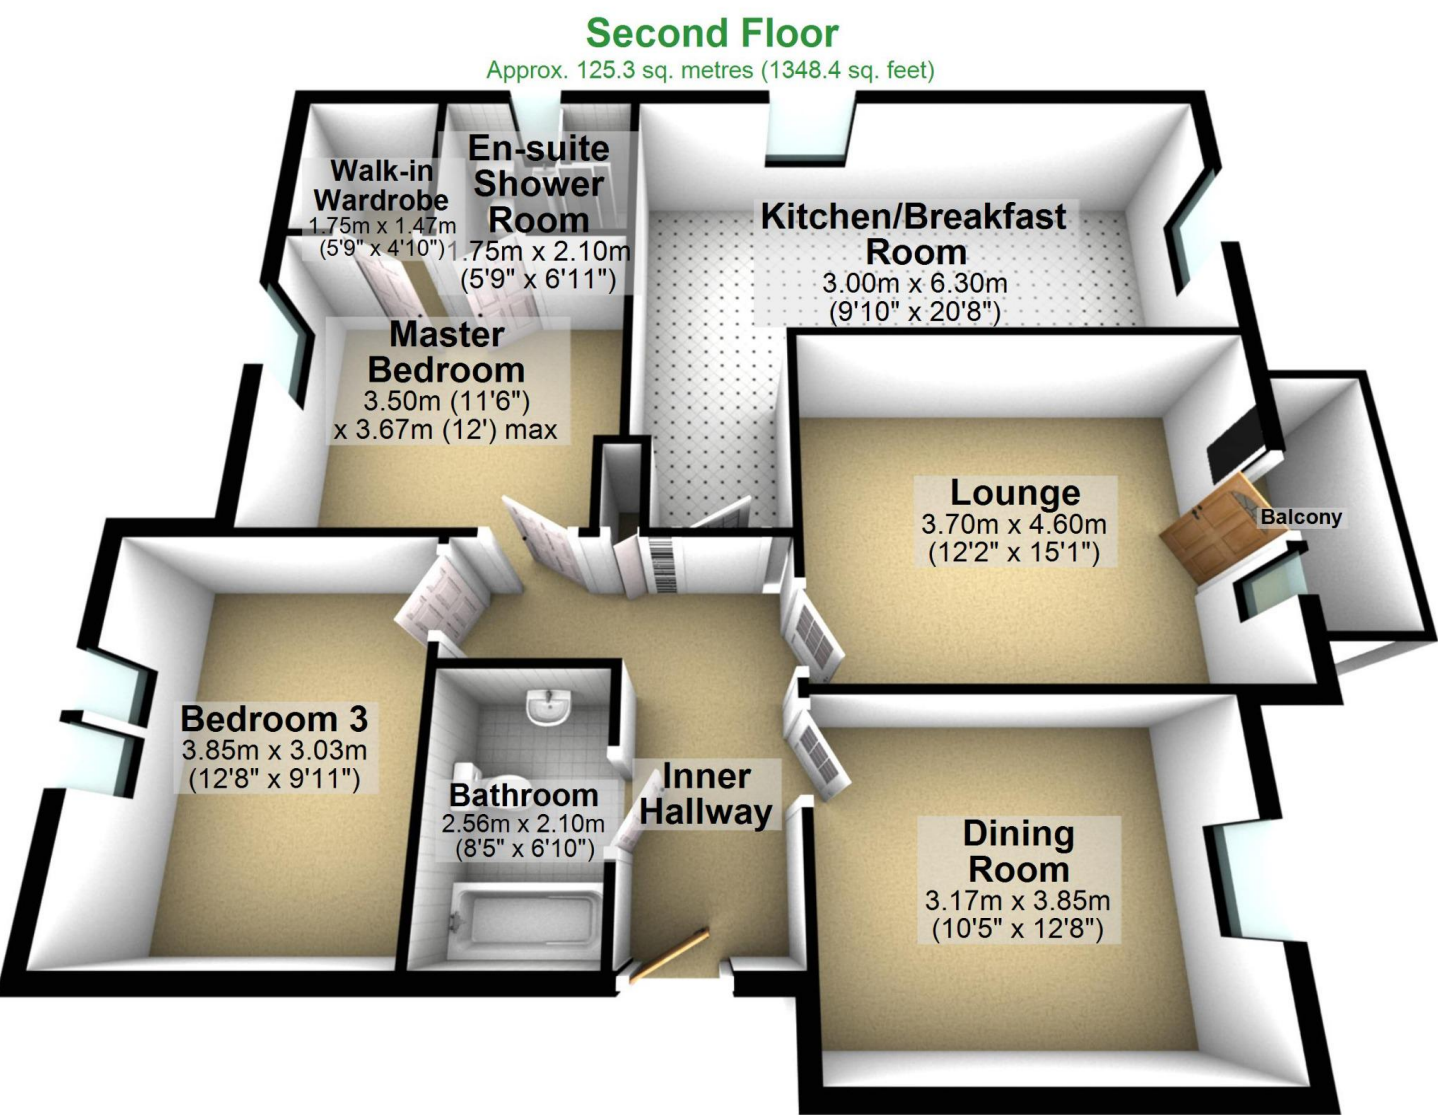 Second Floor
Approx. 125.3 sq. metres (1348.4 sq. feet)
Walk-in
Wardrobe
1.75m x 1.47m
(5'9" x 4'10")
En-suite
Shower
Room
1.75m x 2.10m
(5'9" x 6'11")
Kitchen/Breakfast
Room
3.00m x 6.30m
(9'10" x 20'8")
Master
Bedroom
3.50m (11'6")
x 3.67m (12') max
Lounge
3.70m x 4.60m
(12'2" x 15'1")
Balcony
Bedroom 3
3.85m x 3.03m
(12'8" x 9'11")
Bathroom
2.56m x 2.10m
(8'5" x 6'10")
Inner
Hallway
Dining
Room
3.17m x 3.85m
(10'5" x 12'8")